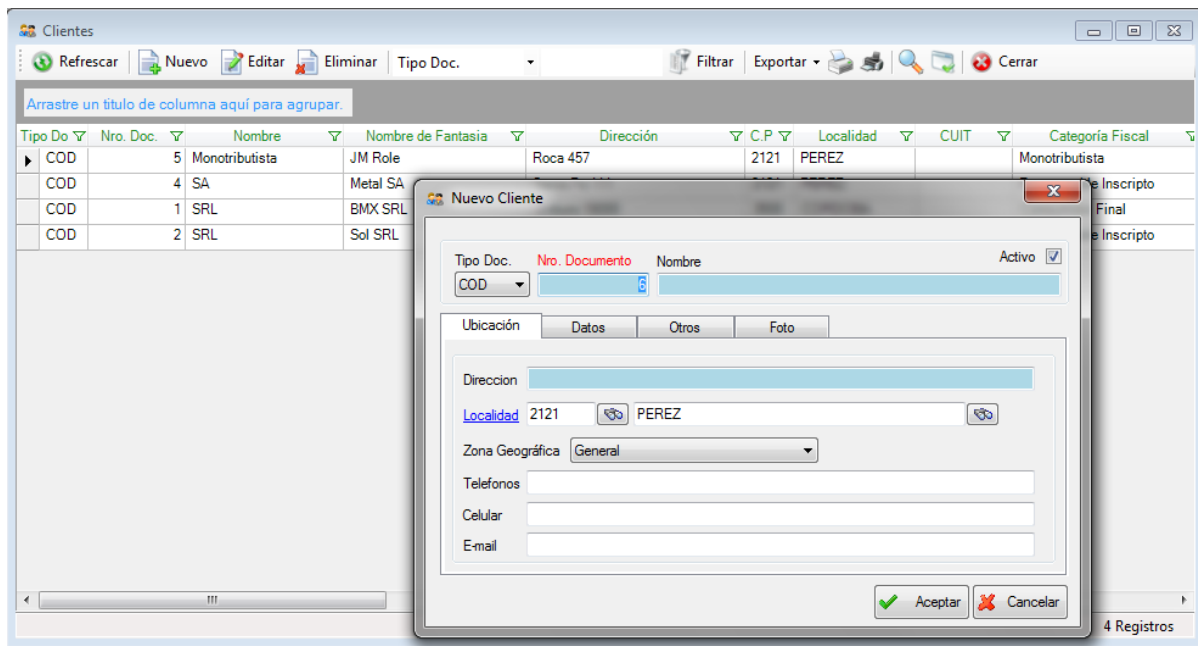 Clientes
Refrescar Nuevo Editar Eliminar Tipo Doc. Filtrar Exportar Cerrar
Arrastre un titulo de columna aquí para agrupar.
Tipo Do Nro. Doc. Nombre Nombre de Fantasia Dirección C.P Localidad CUIT Categoría Fiscal
COD 5 Monotributista JM Role Roca 457 2121 PEREZ Monotributista
COD 4 SA Metal SA e Inscripto
COD 1 SRL BMX SRL Final
COD 2 SRL Sol SRL e Inscripto
Nuevo Cliente
Tipo Doc. Nro. Documento Nombre Activo
COD 6
Ubicación Datos Otros Foto
Direccion
Localidad 2121 PEREZ
Zona Geográfica General
Telefonos
Celular
E-mail
Aceptar Cancelar
4 Registros